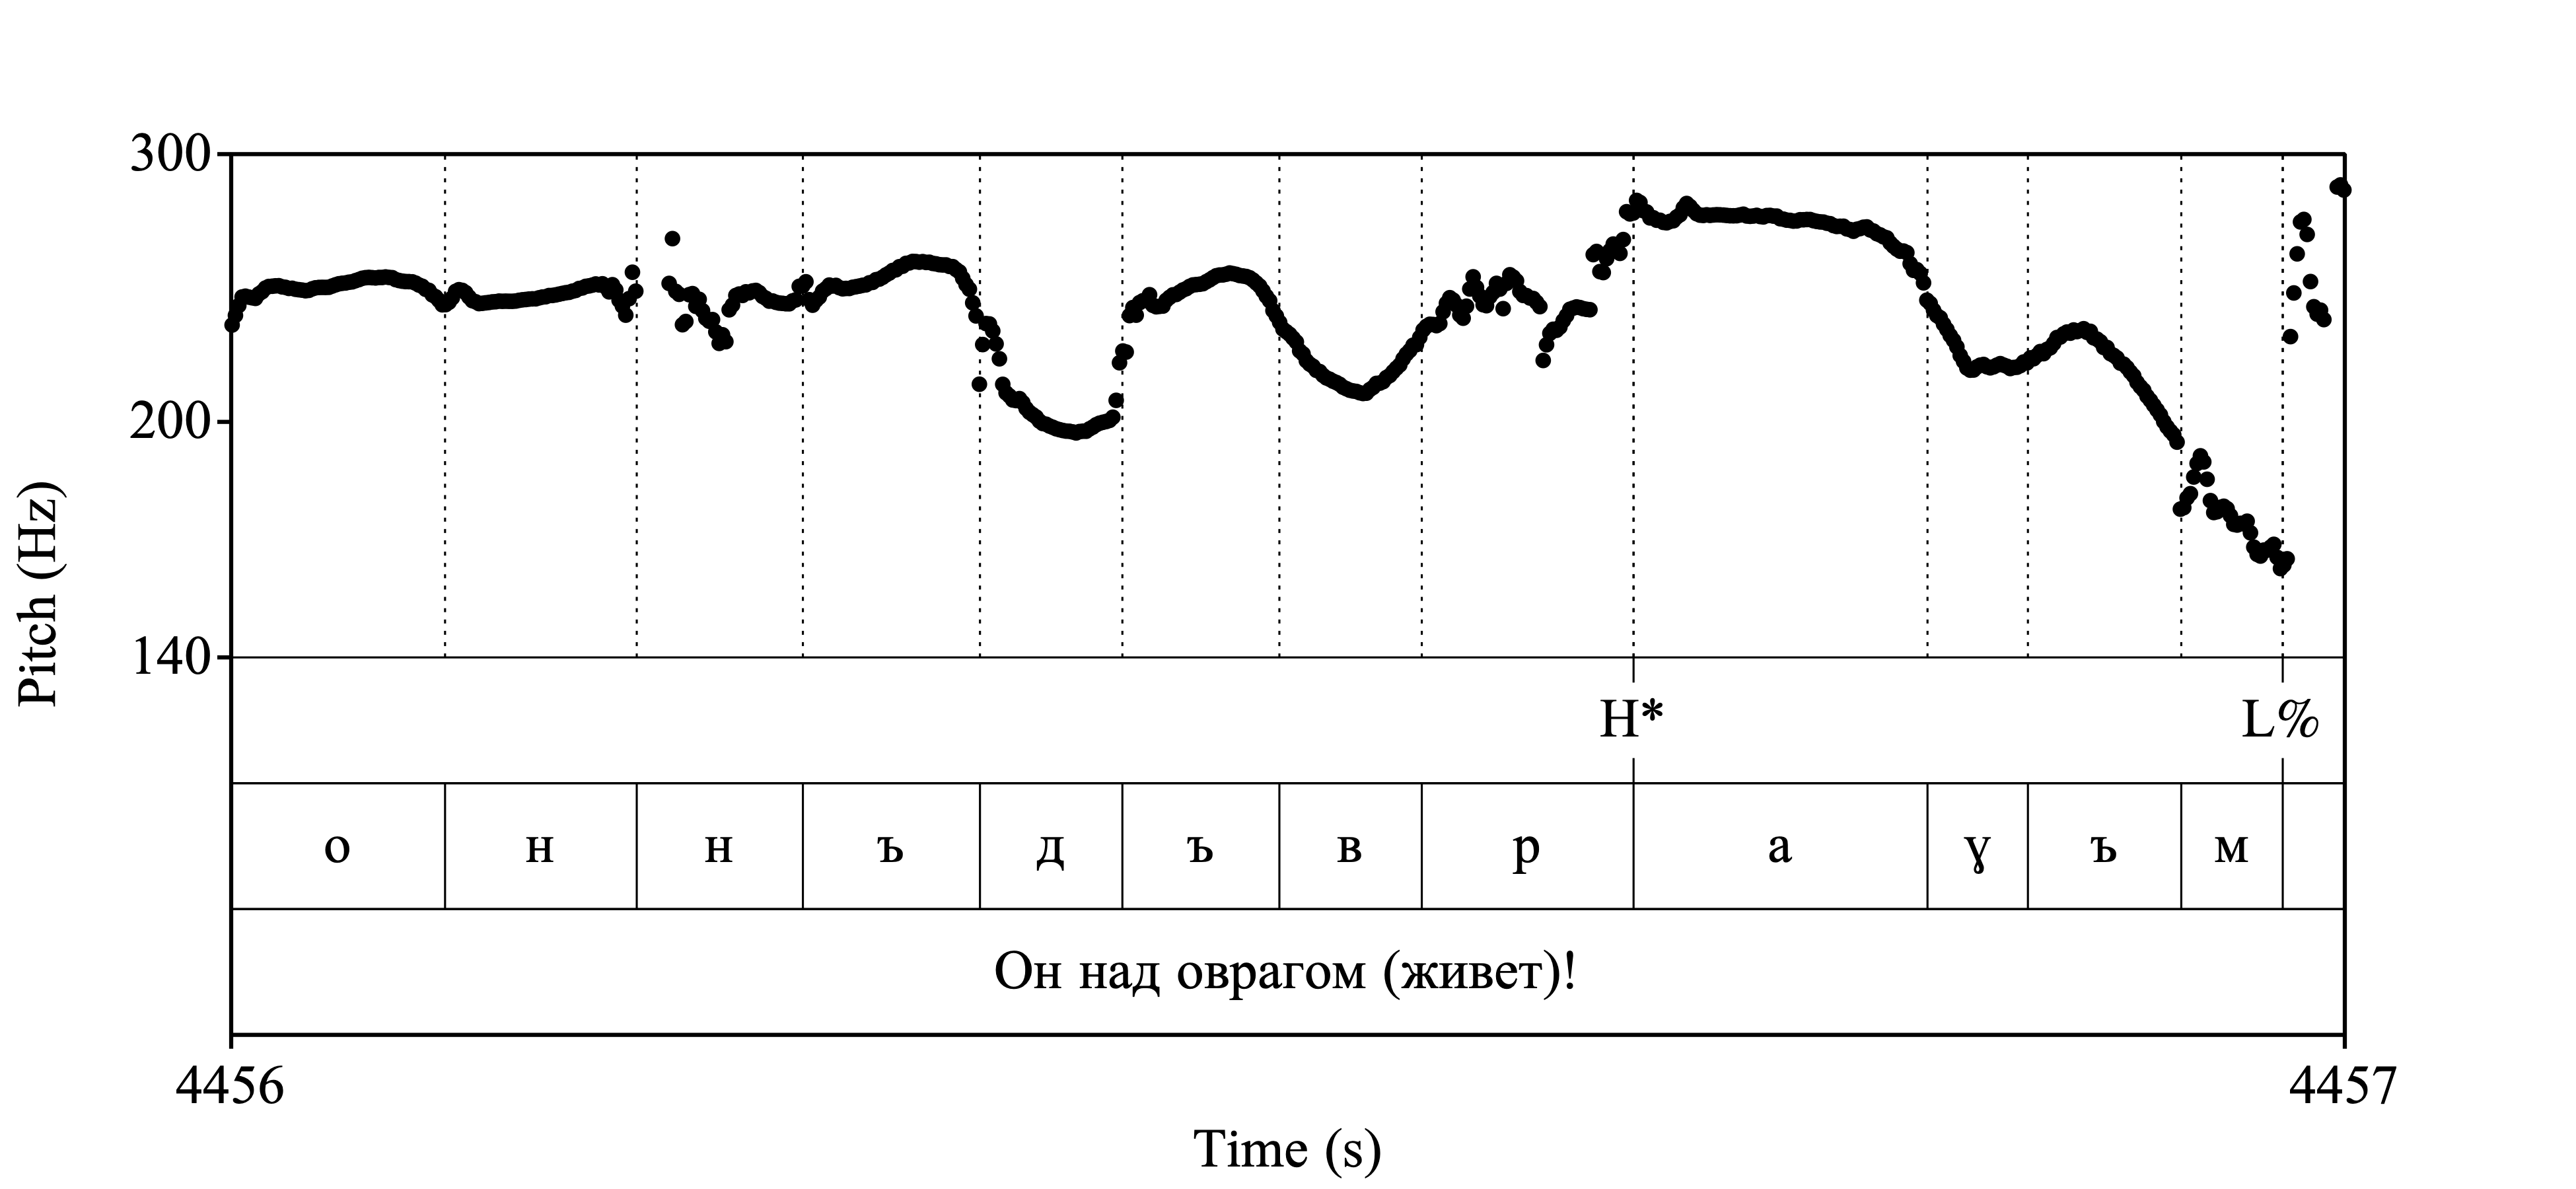 300
200
140
Pitch (Hz)
H* L%
о н н ъ д ъ в р а ɣ ъ м
Он над оврагом (живет)!
4456 4457
Time (s)